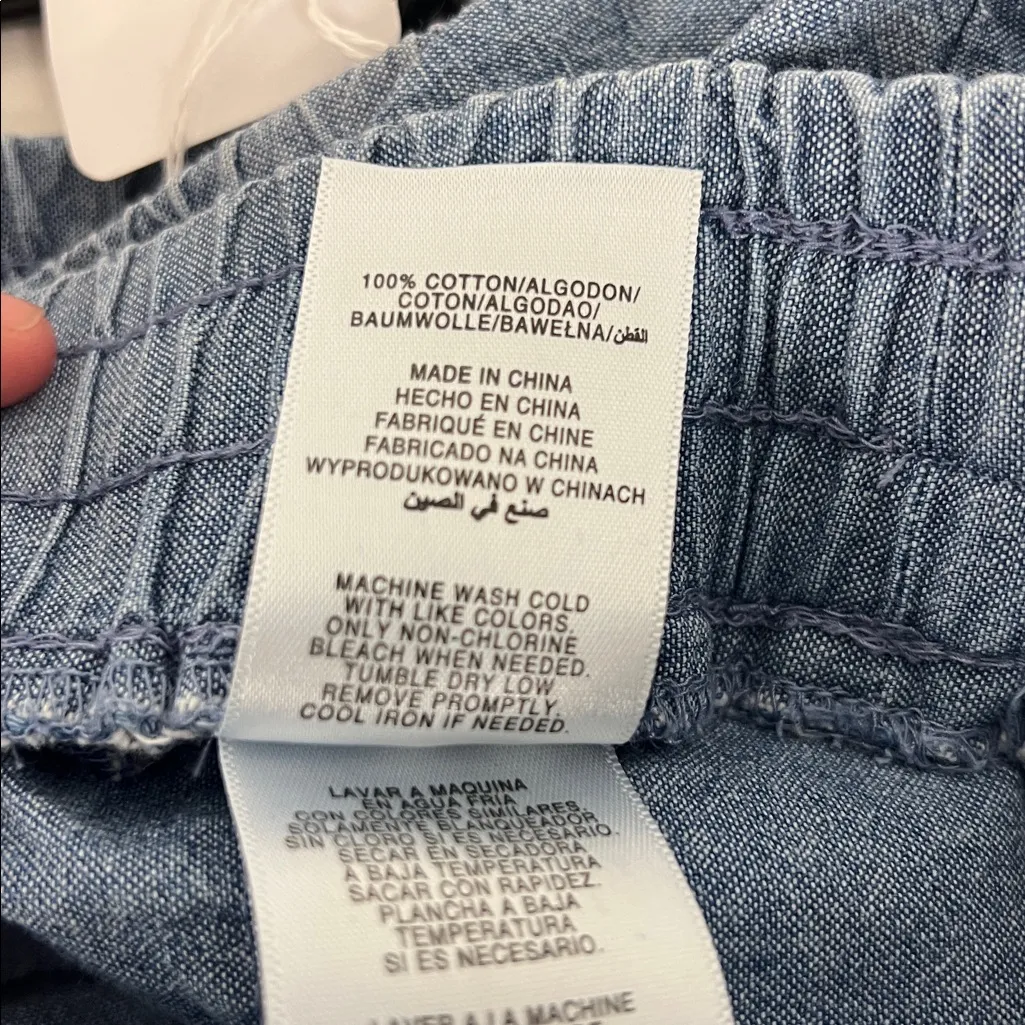 100% COTTON/ALGODON/
COTON/ALGODAO/
BAUMWOLLE/BAWEŁNA/القطن
MADE IN CHINA
HECHO EN CHINA
FABRIQUÉ EN CHINE
FABRICADO NA CHINA
WYPRODUKOWANO W CHINACH
صنع في الصين
MACHINE WASH COLD
WITH LIKE COLORS
ONLY NON-CHLORINE
BLEACH WHEN NEEDED.
TUMBLE DRY LOW
REMOVE PROMPTLY.
COOL IRON IF NEEDED.
LAVAR A MAQUINA
EN AGUA FRIA
CON COLORES SIMILARES.
SOLAMENTE BLANQUEADOR
SIN CLORO SI ES NECESARIO.
SECAR EN SECADORA
A BAJA TEMPERATURA
SACAR CON RAPIDEZ.
PLANCHA A BAJA
TEMPERATURA
SI ES NECESARIO.
LAVER A LA MACHINE